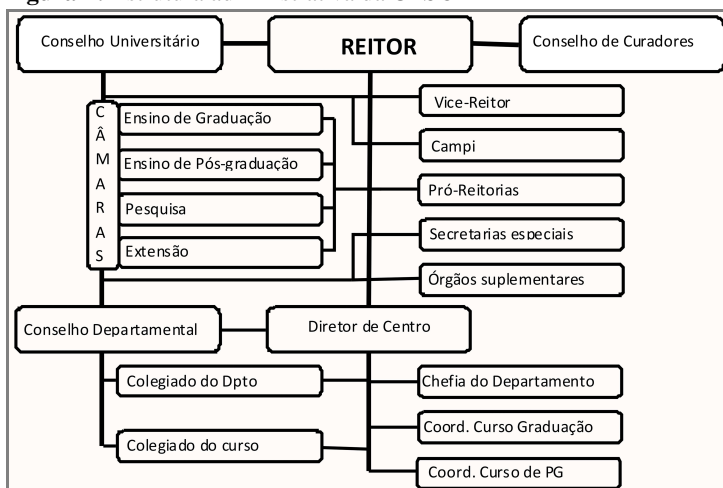 Conselho Universitário
REITOR
Conselho de Curadores
CÂMARAS
Ensino de Graduação
Ensino de Pós-graduação
Pesquisa
Extensão
Vice-Reitor
Campi
Pró-Reitorias
Secretarias especiais
Órgãos suplementares
Conselho Departamental
Diretor de Centro
Colegiado do Dpto
Colegiado do curso
Chefia do Departamento
Coord. Curso Graduação
Coord. Curso de PG